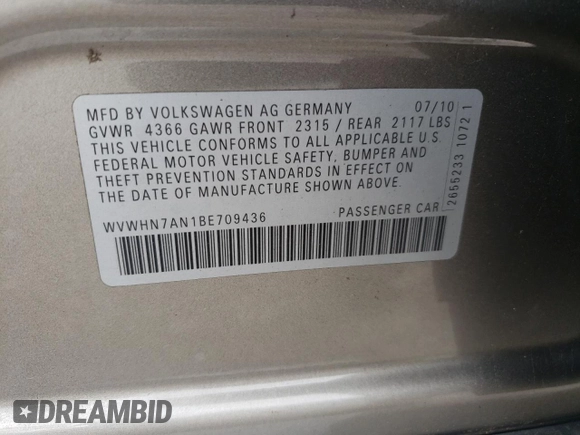 MFD BY VOLKSWAGEN AG GERMANY 07/10
GVWR 4366 GAWR FRONT 2315 / REAR 2117 LBS
THIS VEHICLE CONFORMS TO ALL APPLICABLE U.S.
FEDERAL MOTOR VEHICLE SAFETY, BUMPER AND
THEFT PREVENTION STANDARDS IN EFFECT ON
THE DATE OF MANUFACTURE SHOWN ABOVE.
WVWHN7AN1BE709436 PASSENGER CAR
2655233 1072 1
DREAMBID